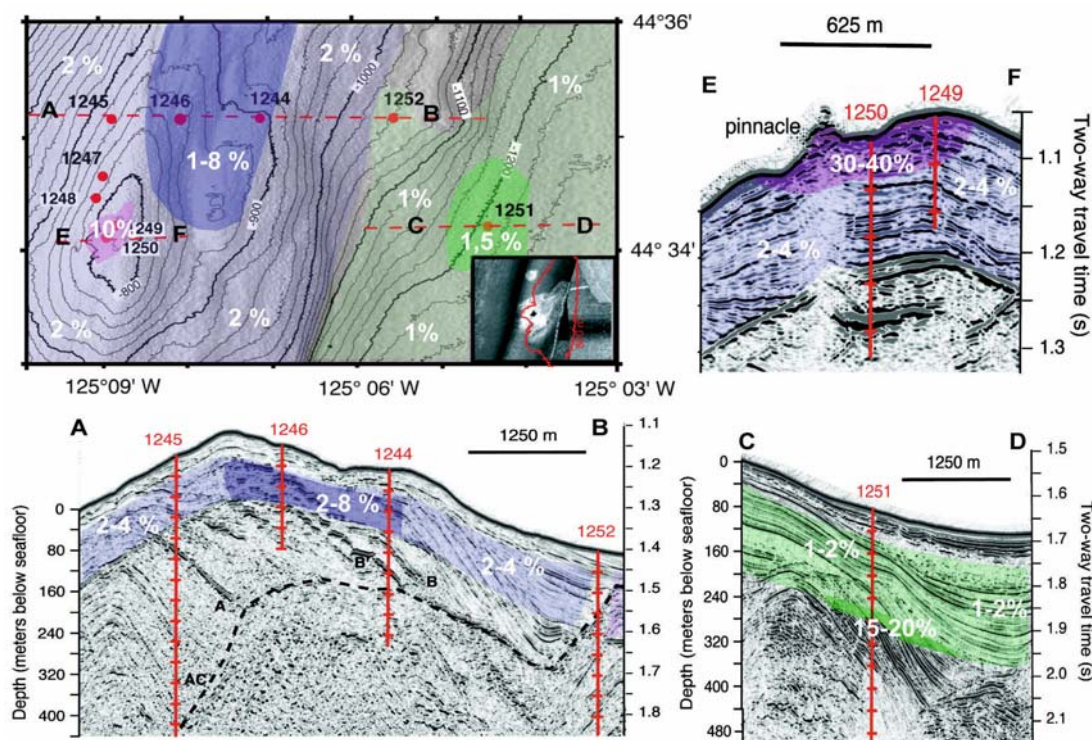 44°36'
2 %
2 %
-1000
A
1245
1246
1244
1252
B
-1100
1%
1247
1-8 %
1200
1248
1%
-900
1251
E
10%
1249
F
C
D
1250
1,5 %
44° 34'
-800
2 %
2 %
1%
125°09' W
125°06' W
125°03' W
625 m
E
F
1250
1249
pinnacle
30-40%
2-4 %
2-4 %
1.1
1.2
1.3
Two-way travel time (s)
A
B
1245
1246
1244
1250 m
1252
2-4 %
2-8 %
2-4 %
B'
B
A
AC
0
80
160
240
320
400
Depth (meters below seafloor)
1.1
1.2
1.3
1.4
1.5
1.6
1.7
1.8
C
D
1251
1250 m
1-2%
1-2%
15-20%
0
80
160
240
280
360
400
480
Depth (meters below seafloor)
1.5
1.6
1.7
1.8
1.9
2.0
2.1
Two-way travel time (s)